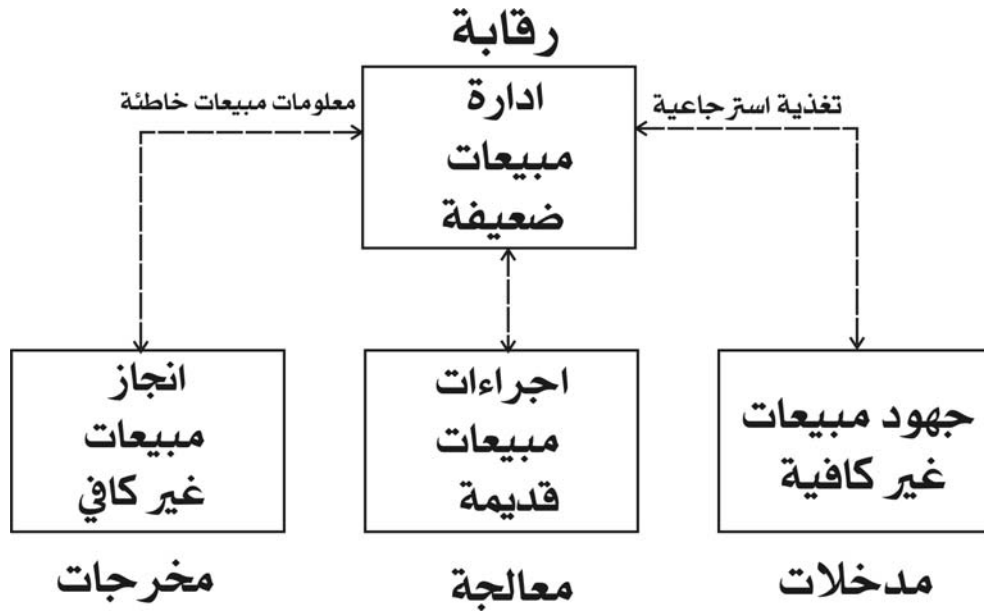 رقابة
ادارة
مبيعات
ضعيفة
تغذية استرجاعية
معلومات مبيعات خاطئة
جهود مبيعات
غير كافية
مدخلات
اجراءات
مبيعات
قديمة
معالجة
انجاز
مبيعات
غير كافي
مخرجات